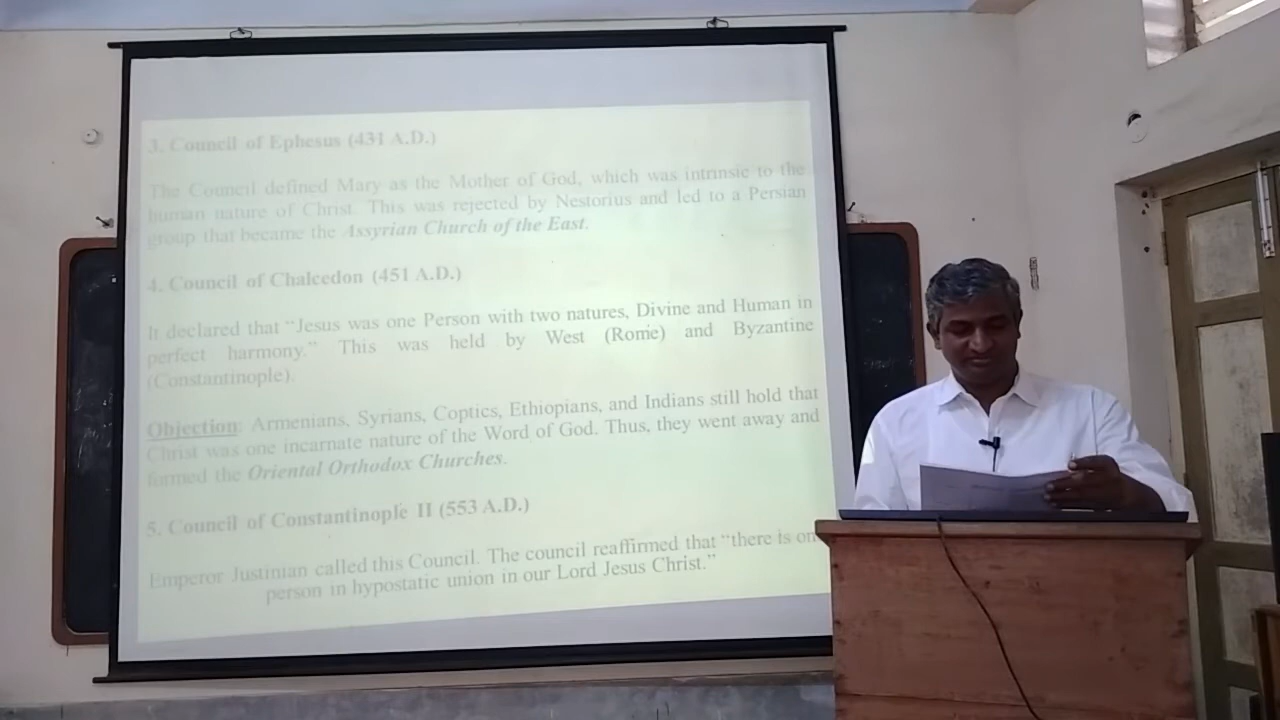 3. Council of Ephesus (431 A.D.)
The Council defined Mary as the Mother of God, which was intrinsic to the
human nature of Christ. This was rejected by Nestorius and led to a Persian
group that became the Assyrian Church of the East.
4. Council of Chalcedon (451 A.D.)
It declared that “Jesus was one Person with two natures, Divine and Human in
perfect harmony.” This was held by West (Rome) and Byzantine
(Constantinople).
Objection: Armenians, Syrians, Coptics, Ethiopians, and Indians still hold that
Christ was one incarnate nature of the Word of God. Thus, they went away and
formed the Oriental Orthodox Churches.
5. Council of Constantinople II (553 A.D.)
Emperor Justinian called this Council. The council reaffirmed that “there is on
person in hypostatic union in our Lord Jesus Christ.”